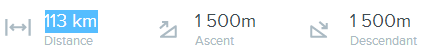 113 km 1 500m 1 500m
Distance Ascent Descendant